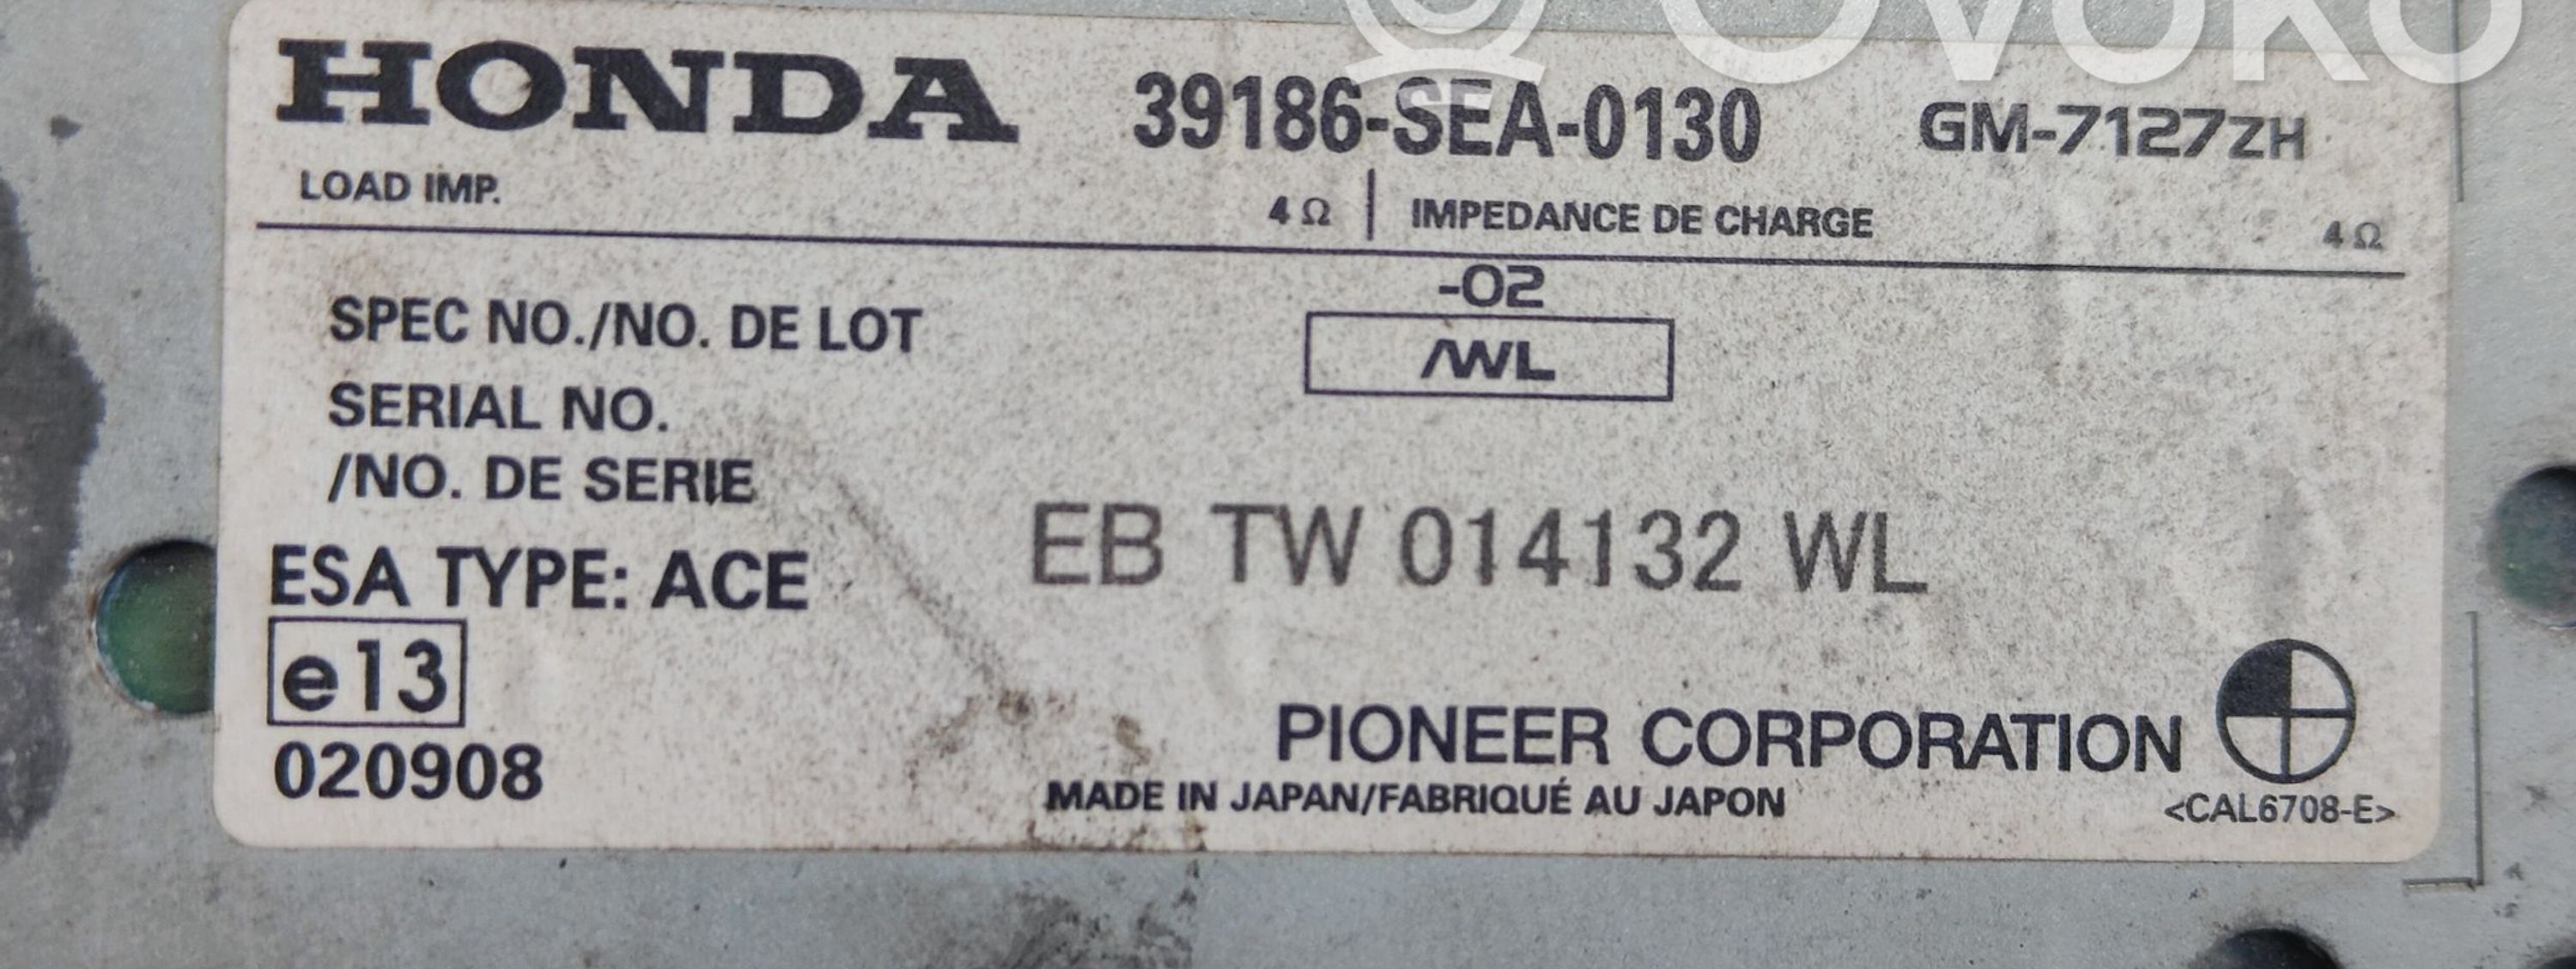 OVOKO
HONDA 39186-SEA-0130 GM-7127ZH
LOAD IMP. 4 Ω IMPEDANCE DE CHARGE 4 Ω
-02
SPEC NO./NO. DE LOT /WL
SERIAL NO.
/NO. DE SERIE
EB TW 014132 WL
ESA TYPE: ACE
e13
020908
PIONEER CORPORATION
MADE IN JAPAN/FABRIQUÉ AU JAPON
<CAL6708-E>